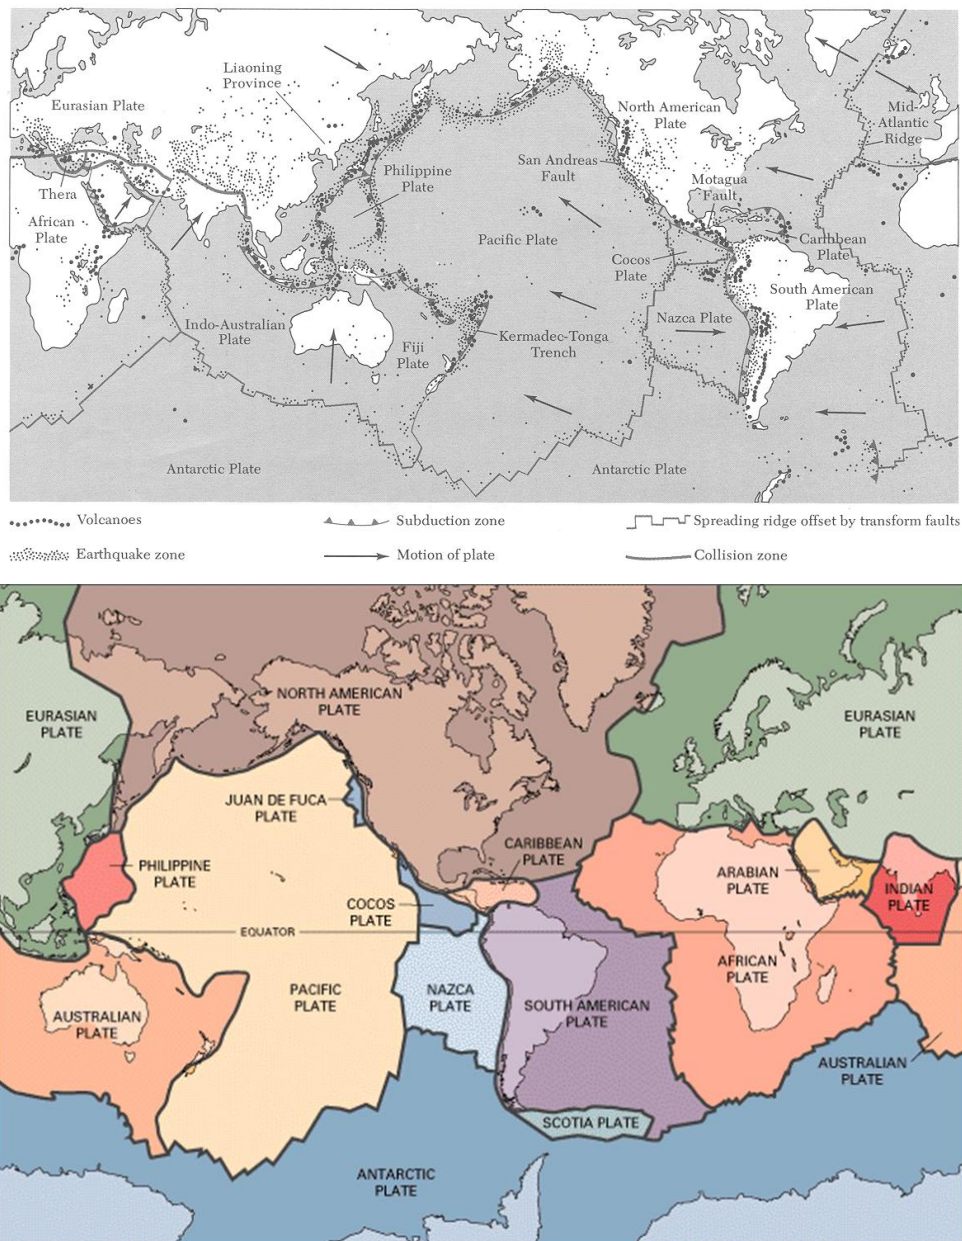 Liaoning
Province
Eurasian Plate
North American
Plate
Mid-
Atlantic
Ridge
San Andreas
Fault
Philippine
Plate
Motagua
Fault
Thera
African
Plate
Pacific Plate
Caribbean
Plate
Cocos
Plate
South American
Plate
Nazca Plate
Indo-Australian
Plate
Fiji
Plate
Kermadec-Tonga
Trench
Antarctic Plate
Antarctic Plate
Volcanoes
Subduction zone
Spreading ridge offset by transform faults
Earthquake zone
Motion of plate
Collision zone
NORTH AMERICAN
PLATE
EURASIAN
PLATE
EURASIAN
PLATE
JUAN DE FUCA
PLATE
CARIBBEAN
PLATE
PHILIPPINE
PLATE
ARABIAN
PLATE
INDIAN
PLATE
COCOS
PLATE
EQUATOR
AFRICAN
PLATE
PACIFIC
PLATE
NAZCA
PLATE
SOUTH AMERICAN
PLATE
AUSTRALIAN
PLATE
AUSTRALIAN
PLATE
SCOTIA PLATE
ANTARCTIC
PLATE